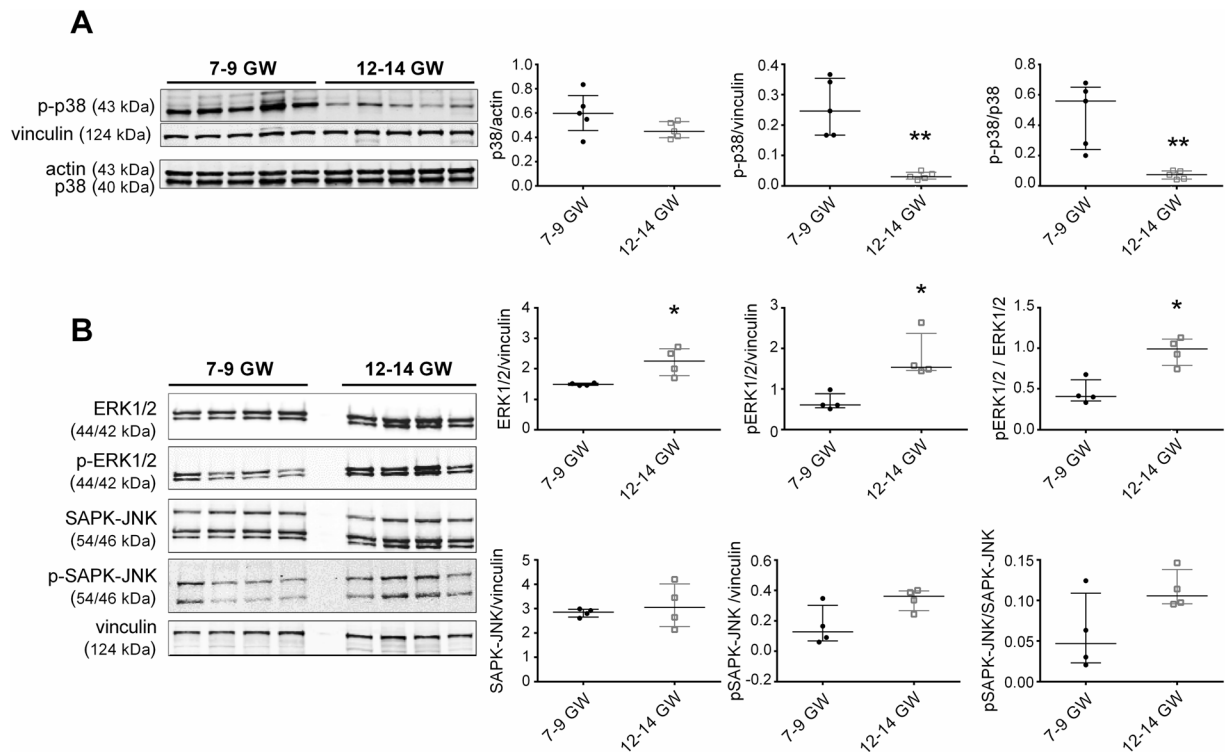 A
7-9 GW 12-14 GW
p-p38 (43 kDa)
vinculin (124 kDa)
actin (43 kDa)
p38 (40 kDa)
p38/actin
1.0
0.8
0.6
0.4
0.2
0.0
7-9 GW
12-14 GW
p-p38/vinculin
0.4
0.3
0.2
0.1
0.0
**
7-9 GW
12-14 GW
p-p38/p38
0.8
0.6
0.4
0.2
0.0
**
7-9 GW
12-14 GW
B
7-9 GW 12-14 GW
ERK1/2
(44/42 kDa)
p-ERK1/2
(44/42 kDa)
SAPK-JNK
(54/46 kDa)
p-SAPK-JNK
(54/46 kDa)
vinculin
(124 kDa)
ERK1/2/vinculin
4
3
2
1
0
*
7-9 GW
12-14 GW
pERK1/2/vinculin
3
2
1
0
*
7-9 GW
12-14 GW
pERK1/2 / ERK1/2
1.5
1.0
0.5
0.0
*
7-9 GW
12-14 GW
SAPK-JNK/vinculin
5
4
3
2
1
0
7-9 GW
12-14 GW
pSAPK-JNK /vinculin
0.6
0.4
0.2
0.0
-0.2
7-9 GW
12-14 GW
pSAPK-JNK/SAPK-JNK
0.15
0.10
0.05
0.00
7-9 GW
12-14 GW